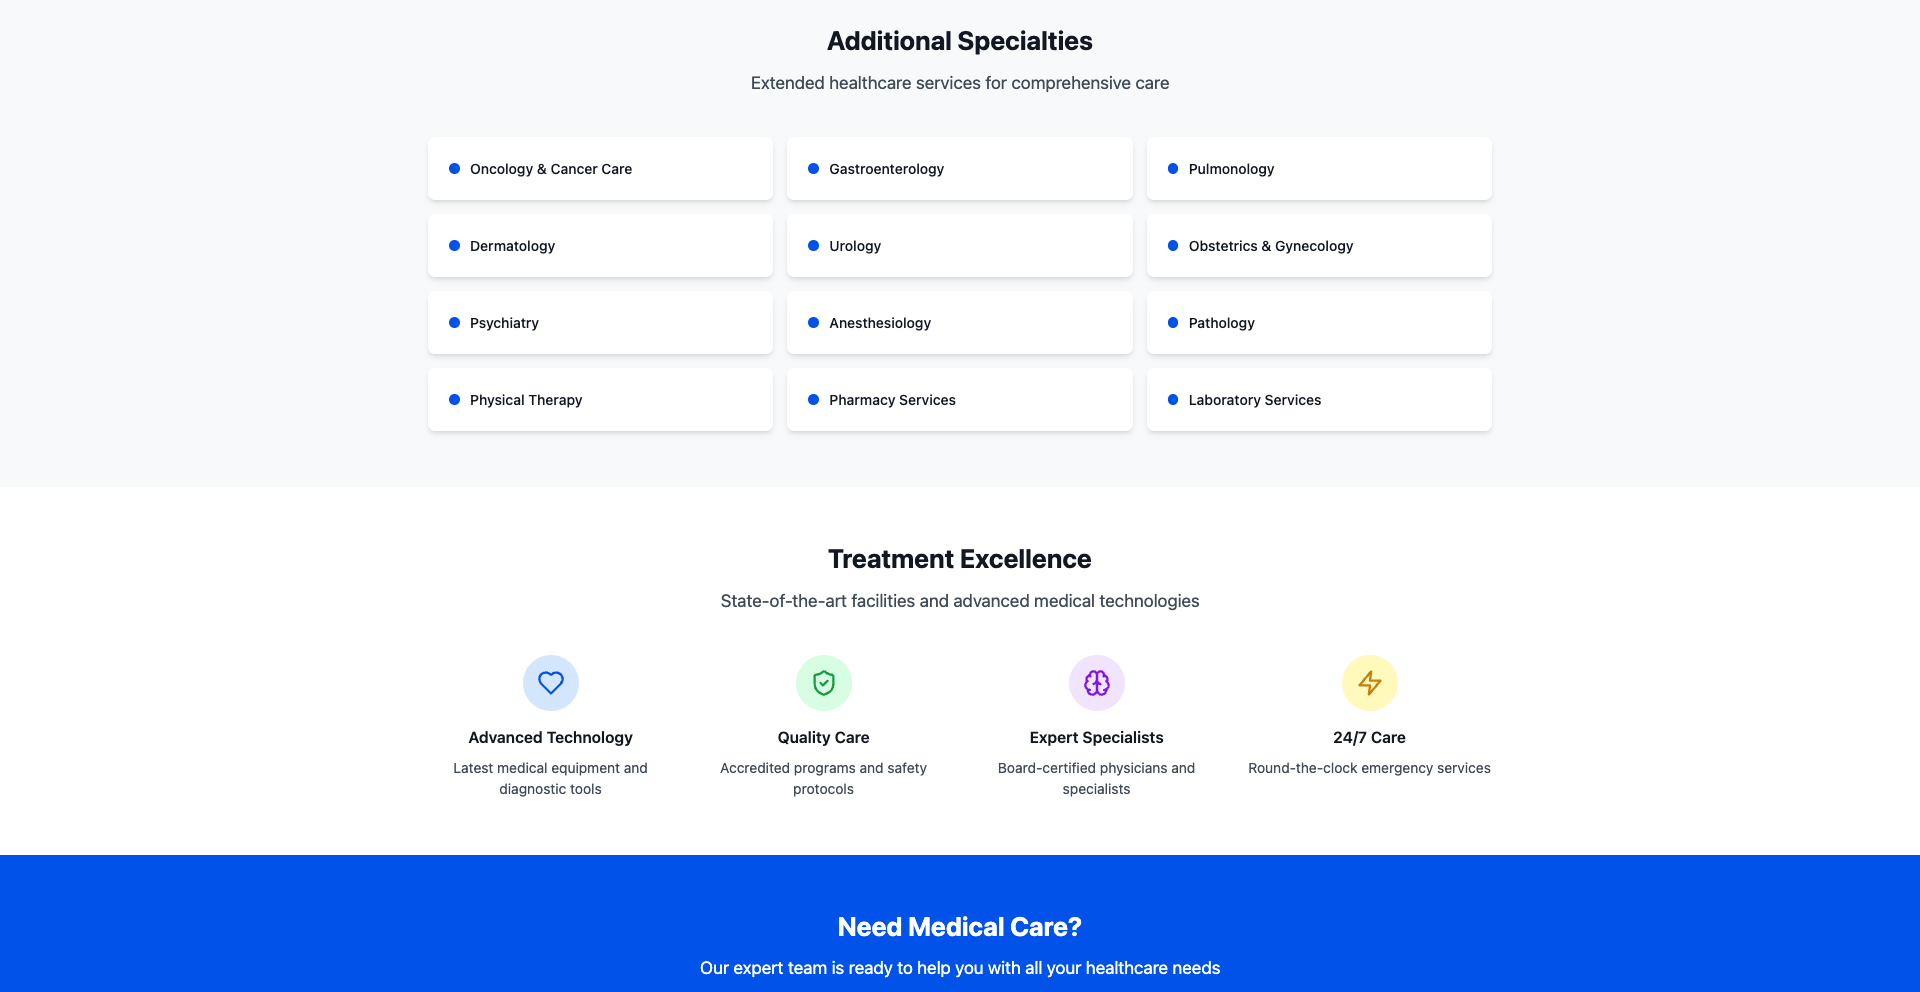 Additional Specialties
Extended healthcare services for comprehensive care
Oncology & Cancer Care
Gastroenterology
Pulmonology
Dermatology
Urology
Obstetrics & Gynecology
Psychiatry
Anesthesiology
Pathology
Physical Therapy
Pharmacy Services
Laboratory Services
Treatment Excellence
State-of-the-art facilities and advanced medical technologies
Advanced Technology
Latest medical equipment and
diagnostic tools
Quality Care
Accredited programs and safety
protocols
Expert Specialists
Board-certified physicians and
specialists
24/7 Care
Round-the-clock emergency services
Need Medical Care?
Our expert team is ready to help you with all your healthcare needs